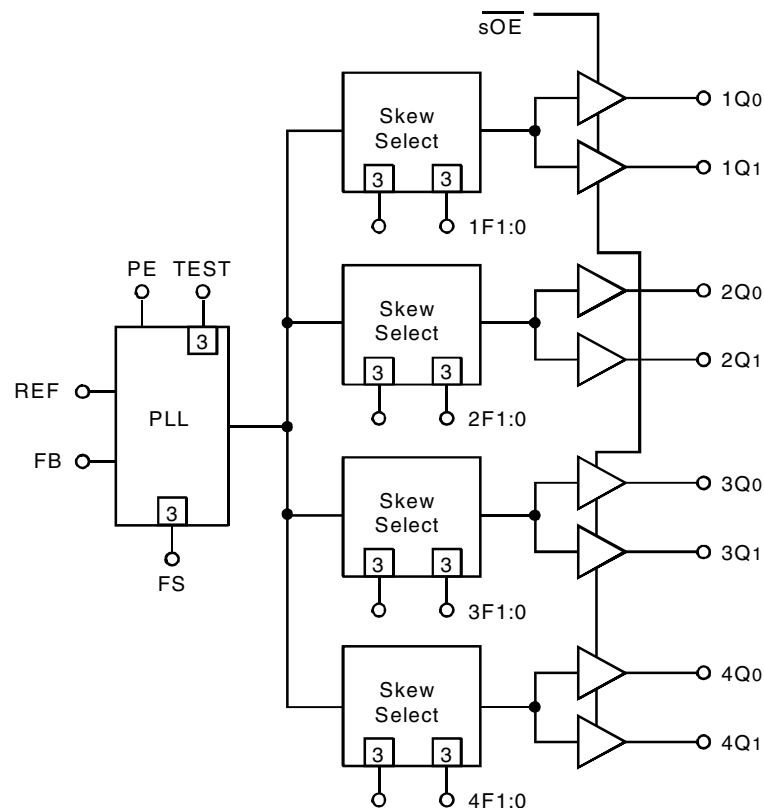 sOE
Skew
Select
3 3
1F1:0
1Q0
1Q1
PE TEST
3
REF
PLL
FB
3
FS
Skew
Select
3 3
2F1:0
2Q0
2Q1
Skew
Select
3 3
3F1:0
3Q0
3Q1
Skew
Select
3 3
4F1:0
4Q0
4Q1